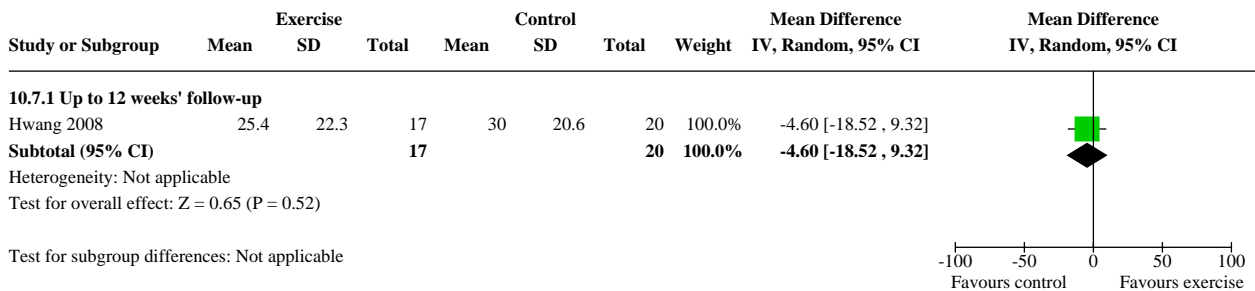 Exercise Control Mean Difference Mean Difference
Study or Subgroup Mean SD Total Mean SD Total Weight IV, Random, 95% CI IV, Random, 95% CI
10.7.1 Up to 12 weeks' follow-up
Hwang 2008 25.4 22.3 17 30 20.6 20 100.0% -4.60 [-18.52 , 9.32]
Subtotal (95% CI) 17 20 100.0% -4.60 [-18.52 , 9.32]
Heterogeneity: Not applicable
Test for overall effect: Z = 0.65 (P = 0.52)
Test for subgroup differences: Not applicable
-100 -50 0 50 100
Favours control Favours exercise